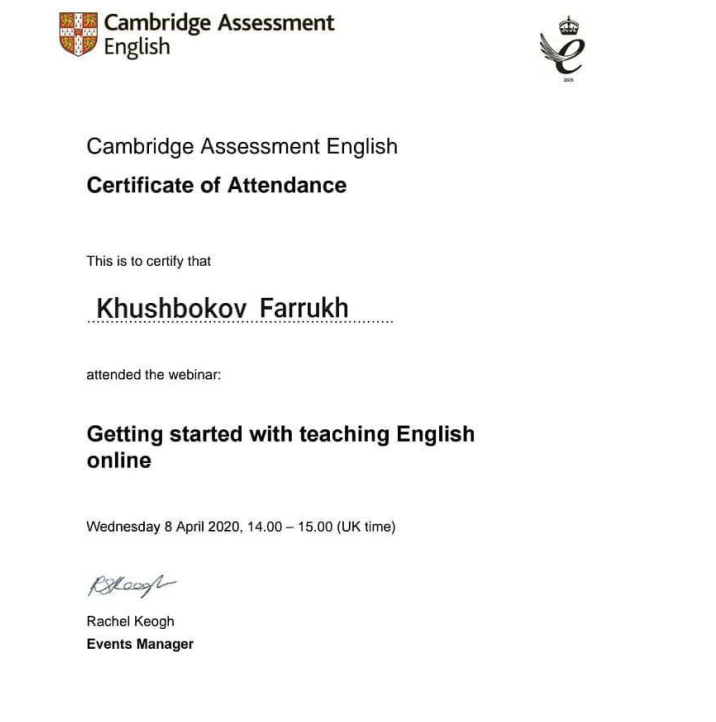 Cambridge Assessment
English
Cambridge Assessment English
Certificate of Attendance
This is to certify that
Khushbokov Farrukh
attended the webinar:
Getting started with teaching English
online
Wednesday 8 April 2020, 14.00 – 15.00 (UK time)
Rachel Keogh
Events Manager